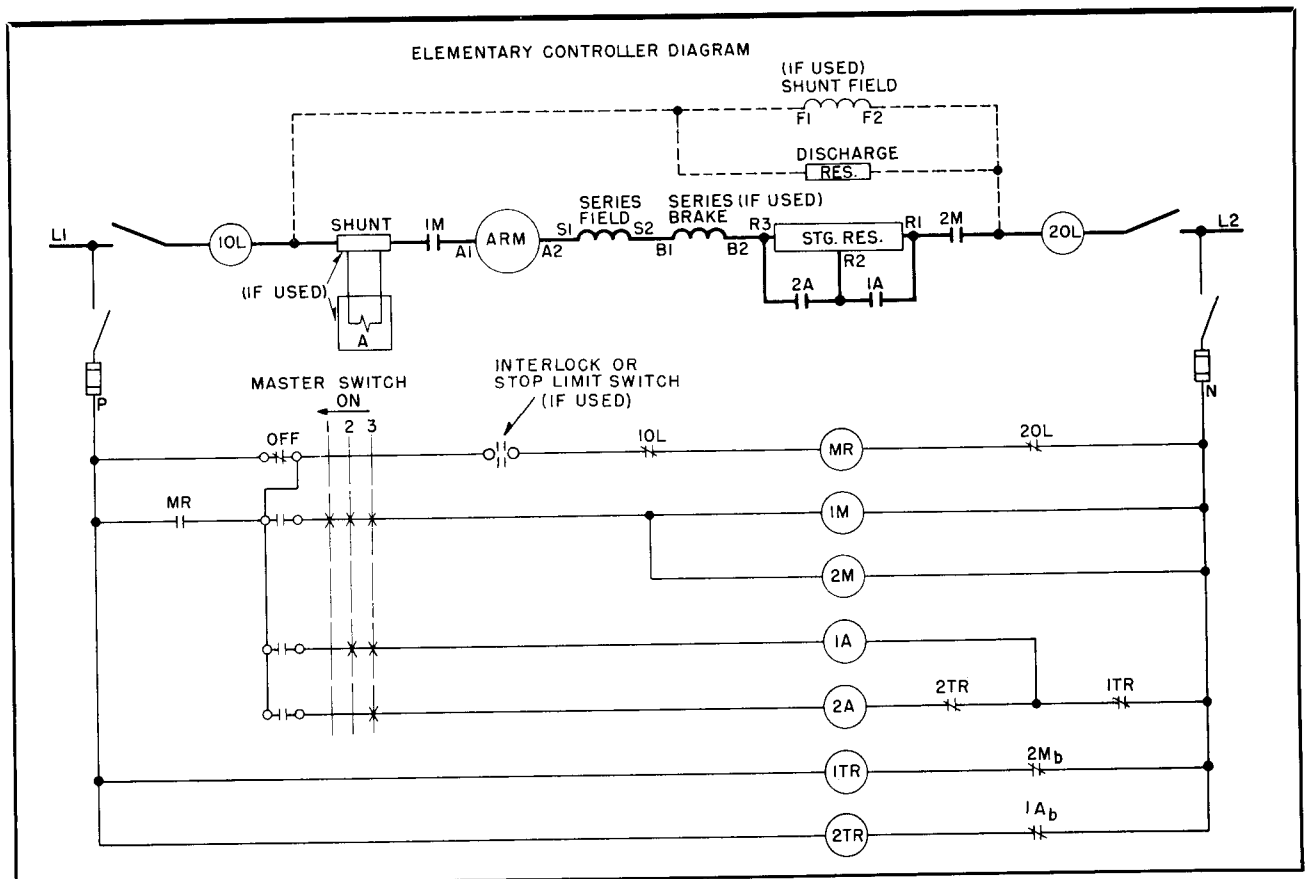 ELEMENTARY CONTROLLER DIAGRAM
(IF USED)
SHUNT FIELD
F1 F2
DISCHARGE
RES.
L1
1OL
SHUNT
1M
A1
ARM
A2
SERIES
FIELD
S1 S2
SERIES (IF USED)
BRAKE
B1 B2
R3
STG. RES.
R1
R2
2M
2OL
L2
2A 1A
(IF USED)
A
P
N
MASTER SWITCH
ON
INTERLOCK OR
STOP LIMIT SWITCH
(IF USED)
OFF
1 2 3
1OL
MR
2OL
MR
1M
2M
1A
2A
2TR
1TR
1TR
2Mb
2TR
1Ab